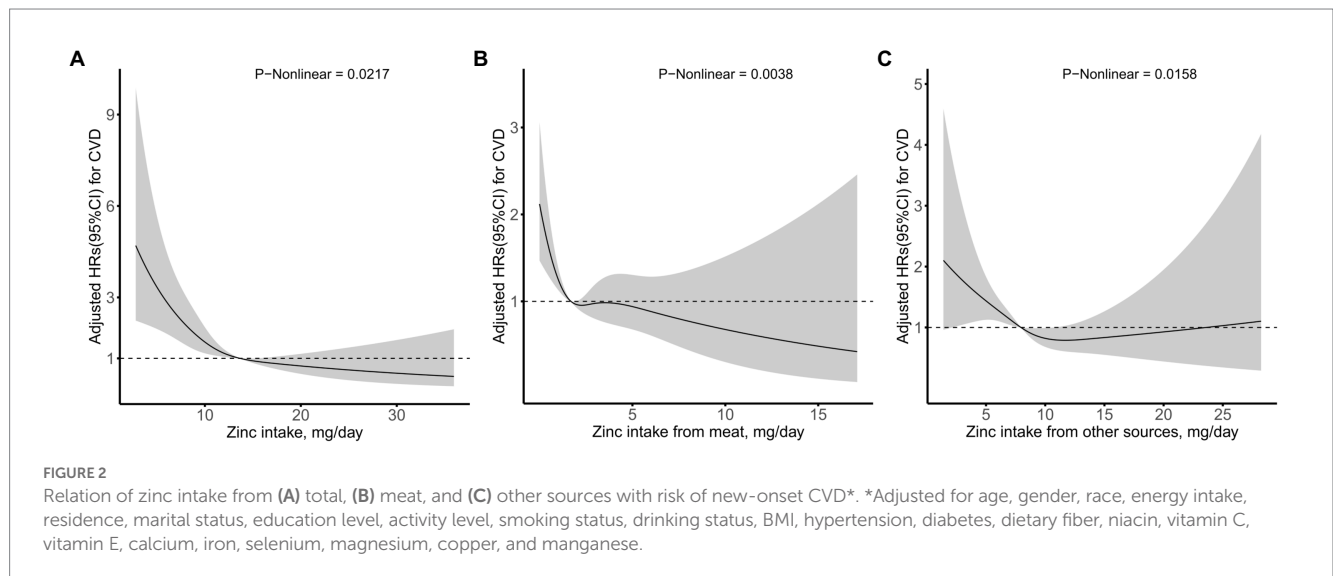 A
P−Nonlinear = 0.0217
9
6
3
1
Adjusted HRs(95%CI) for CVD
10 20 30
Zinc intake, mg/day
B
P−Nonlinear = 0.0038
3
2
1
Adjusted HRs(95%CI) for CVD
5 10 15
Zinc intake from meat, mg/day
C
P−Nonlinear = 0.0158
5
4
3
2
1
Adjusted HRs(95%CI) for CVD
5 10 15 20 25
Zinc intake from other sources, mg/day
FIGURE 2
Relation of zinc intake from (A) total, (B) meat, and (C) other sources with risk of new-onset CVD*. *Adjusted for age, gender, race, energy intake,
residence, marital status, education level, activity level, smoking status, drinking status, BMI, hypertension, diabetes, dietary fiber, niacin, vitamin C,
vitamin E, calcium, iron, selenium, magnesium, copper, and manganese.